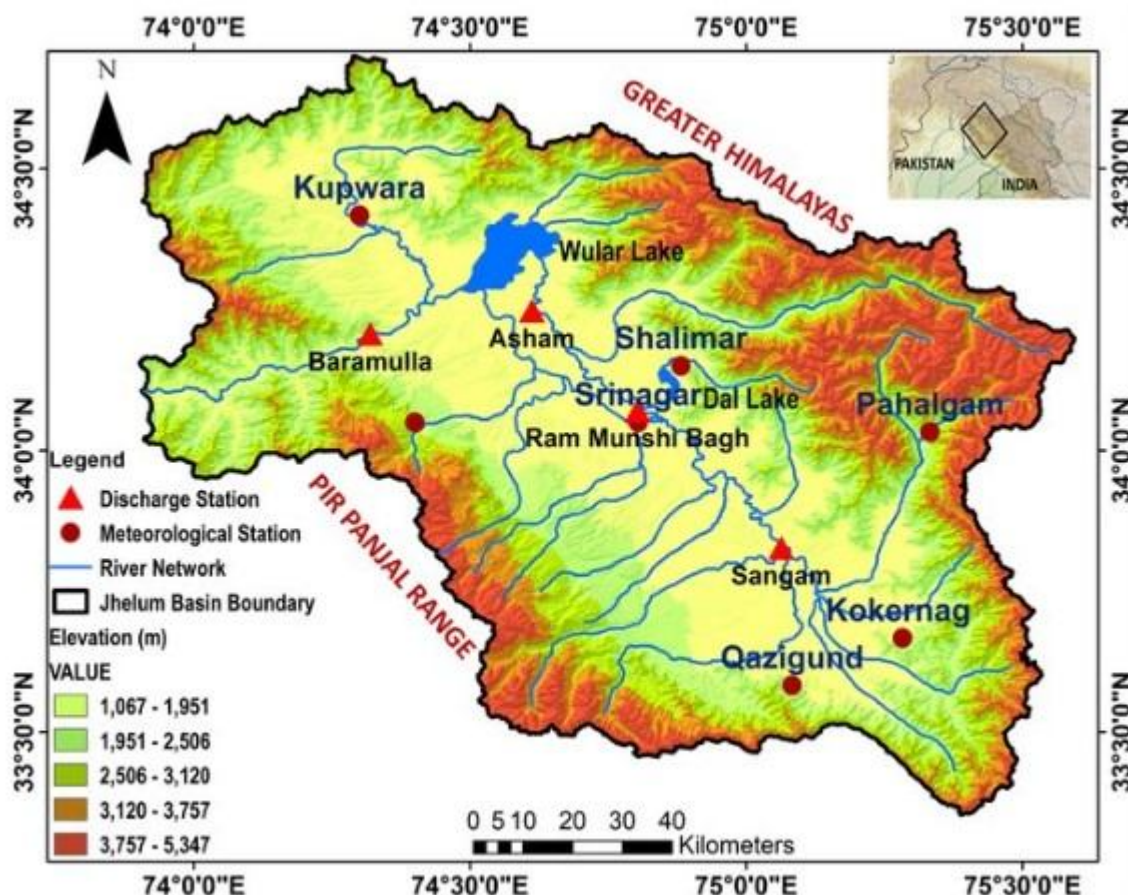 74°0'0"E 74°30'0"E 75°0'0"E 75°30'0"E
N
GREATER HIMALAYAS
PAKISTAN
INDIA
34°30'0"N
34°30'0"N
Kupwara
Wular Lake
Asham
Shalimar
Baramulla
Srinagar
Dal Lake
Pahalgam
Ram Munshi Bagh
34°0'0"N
34°0'0"N
PIR PANJAL RANGE
Sangam
Kokernag
Qazigund
33°30'0"N
33°30'0"N
Legend
Discharge Station
Meteorological Station
River Network
Jhelum Basin Boundary
Elevation (m)
VALUE
1,067 - 1,951
1,951 - 2,506
2,506 - 3,120
3,120 - 3,757
3,757 - 5,347
0 5 10 20 30 40
Kilometers
74°0'0"E 74°30'0"E 75°0'0"E 75°30'0"E